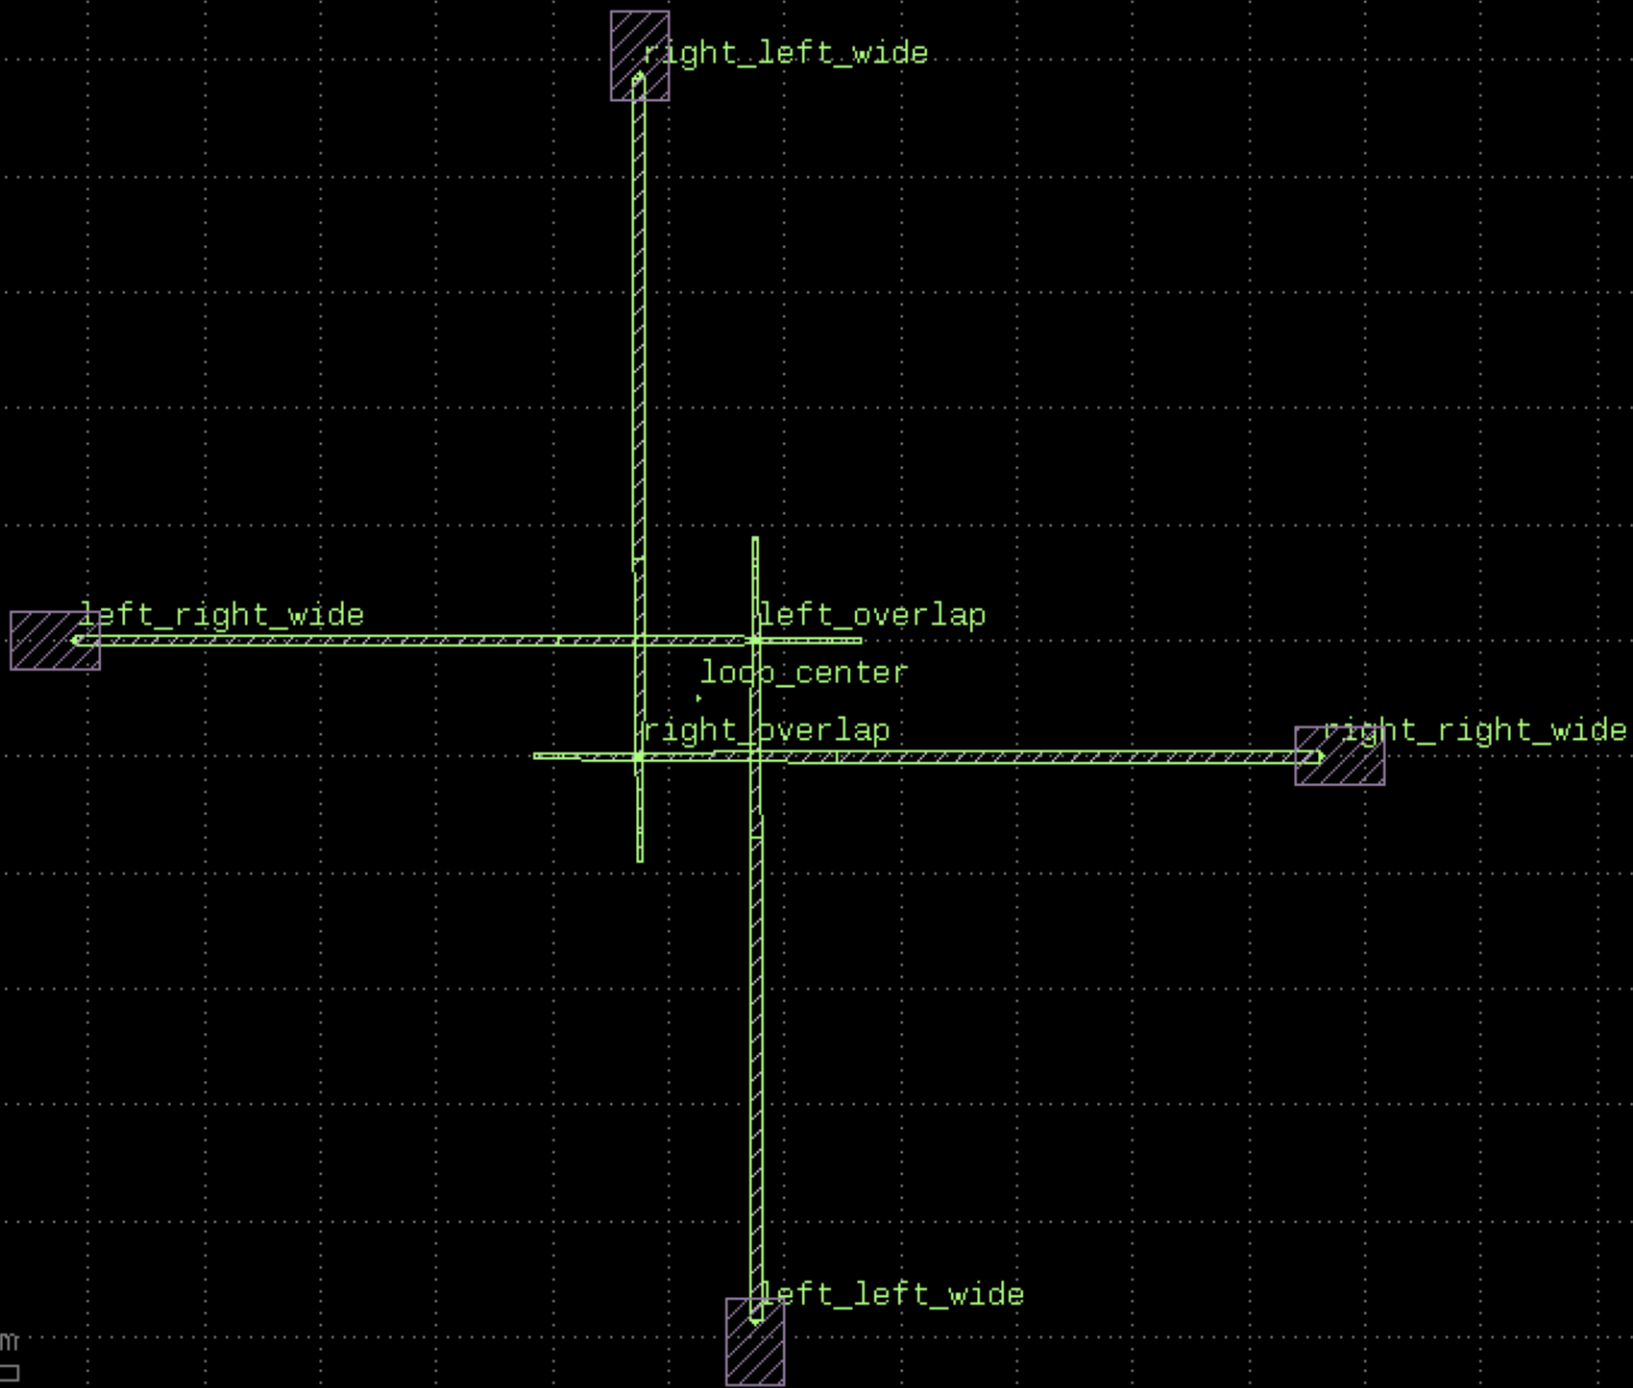 right_left_wide
left_right_wide
left_overlap
loop_center
right_overlap
right_right_wide
left_left_wide
m